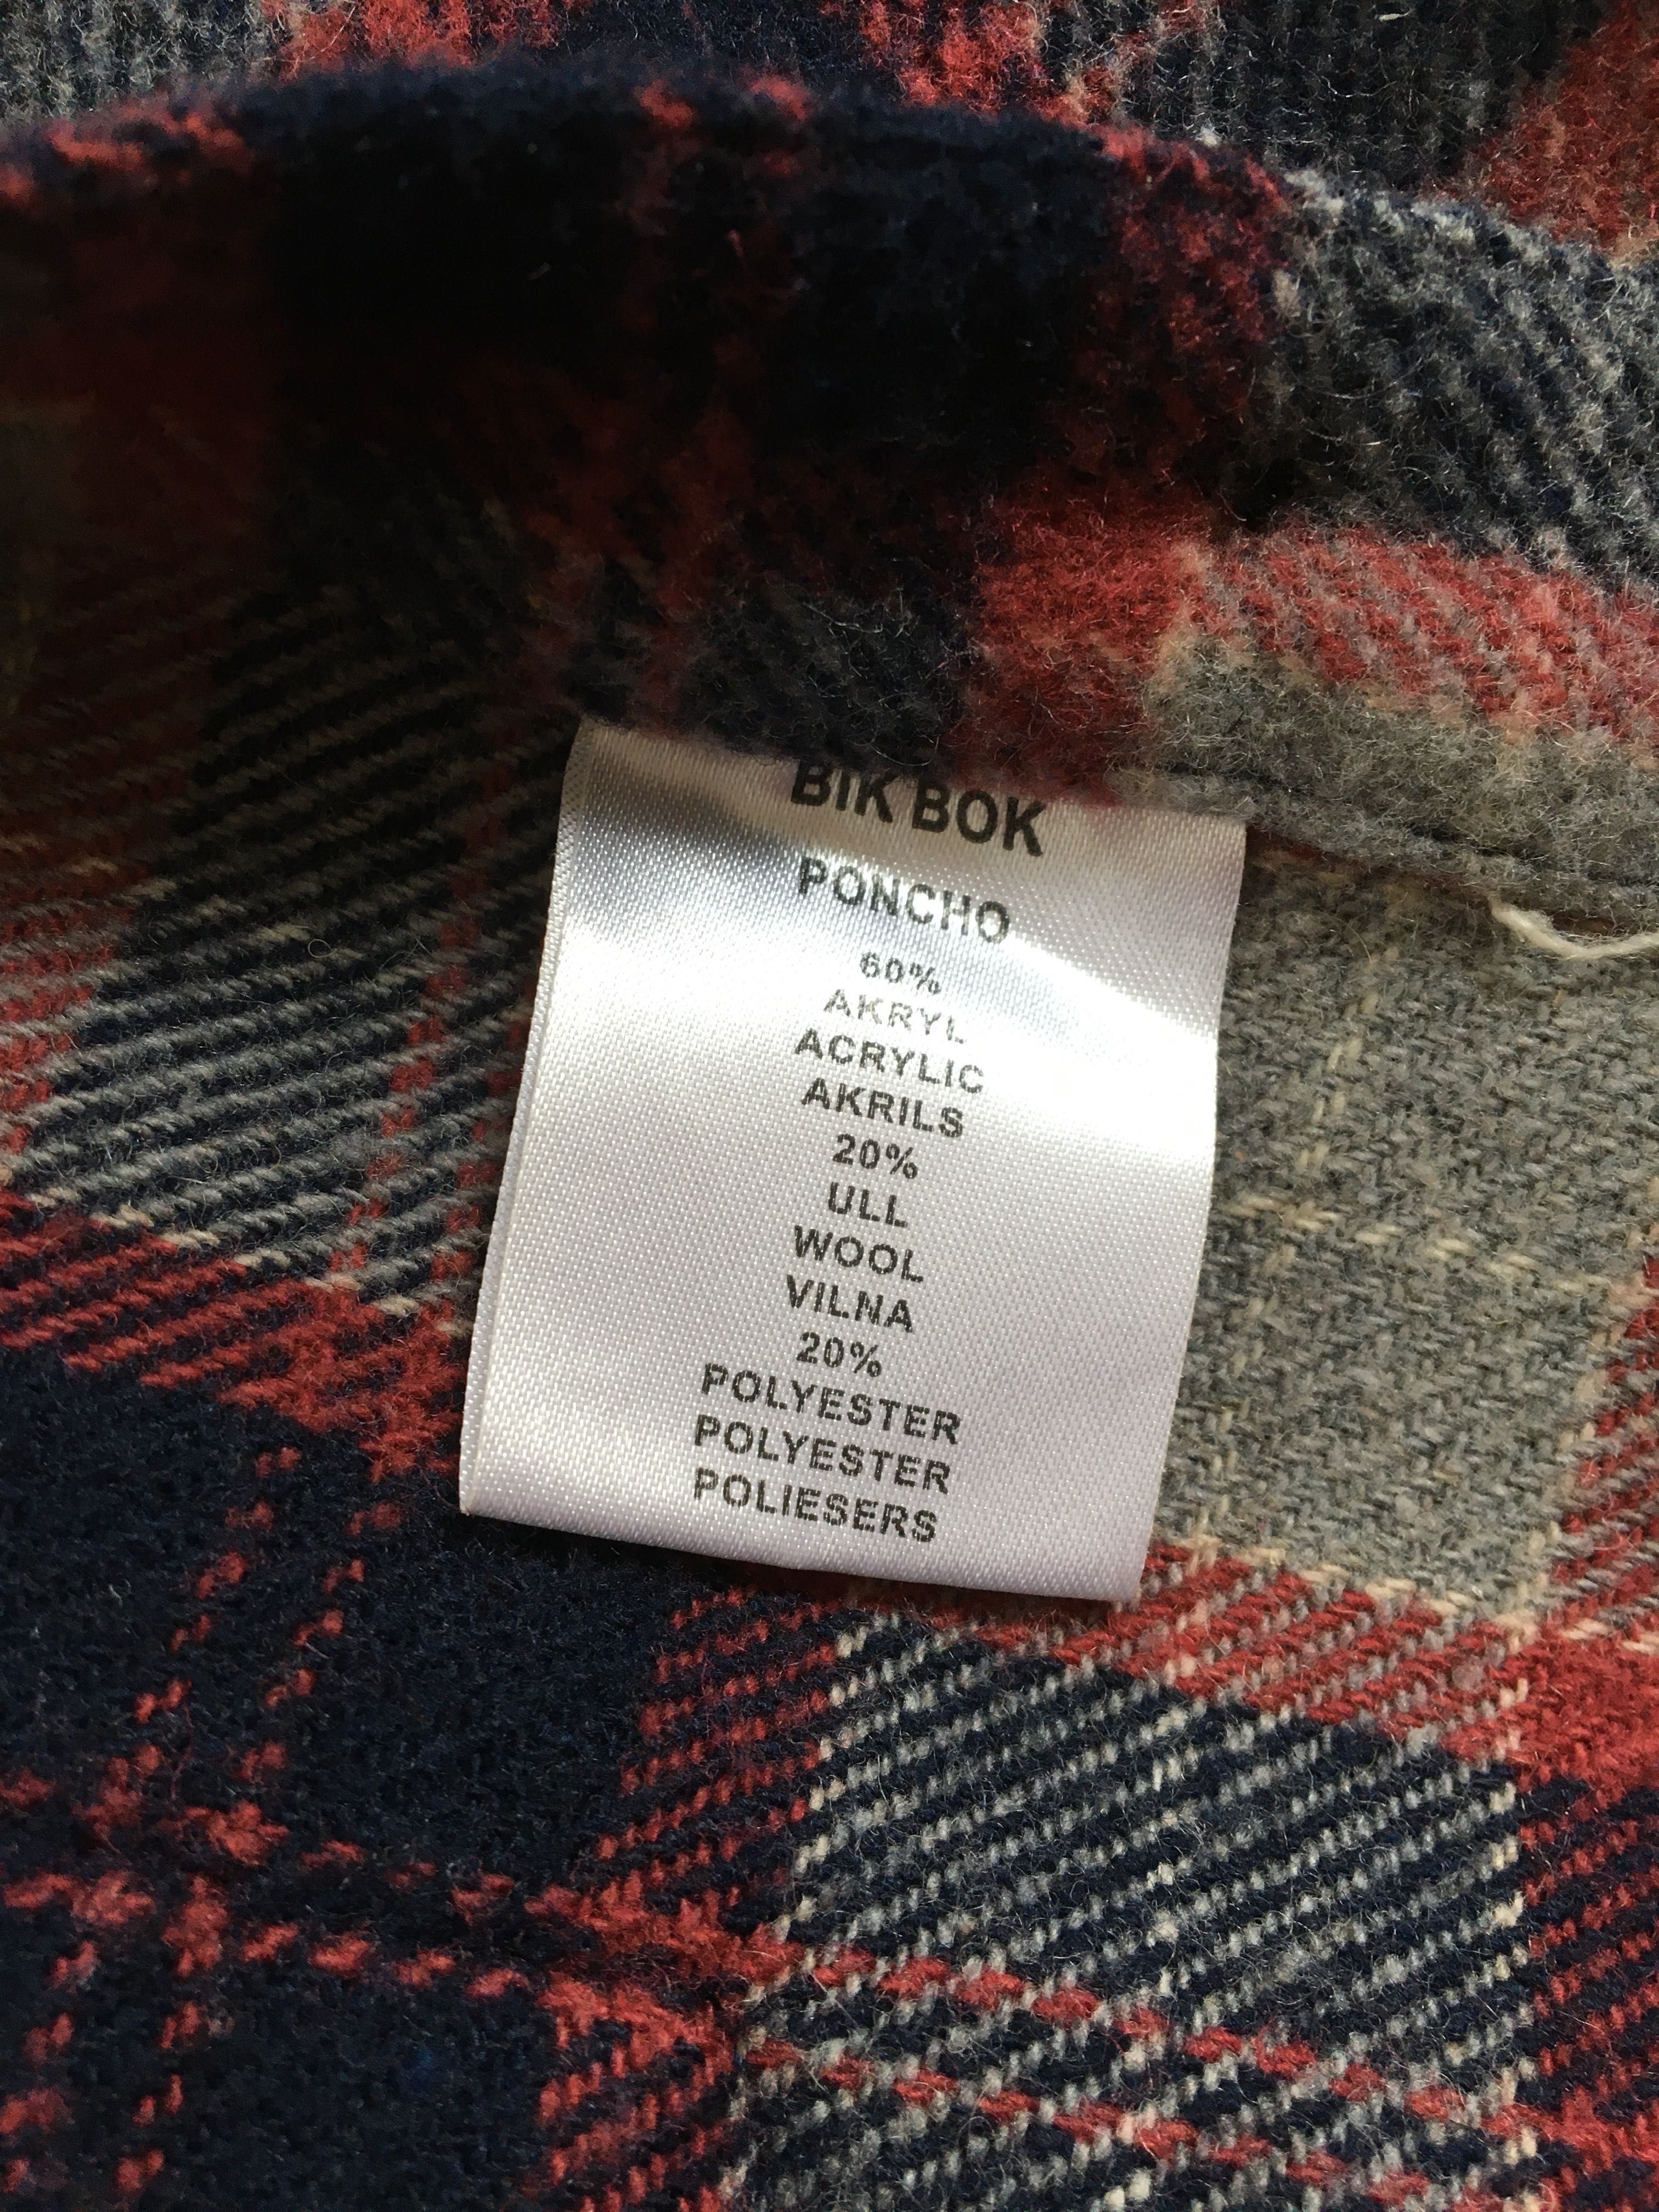 BIK BOK
PONCHO
60%
AKRYL
ACRYLIC
AKRILS
20%
ULL
WOOL
VILNA
20%
POLYESTER
POLYESTER
POLIESERS